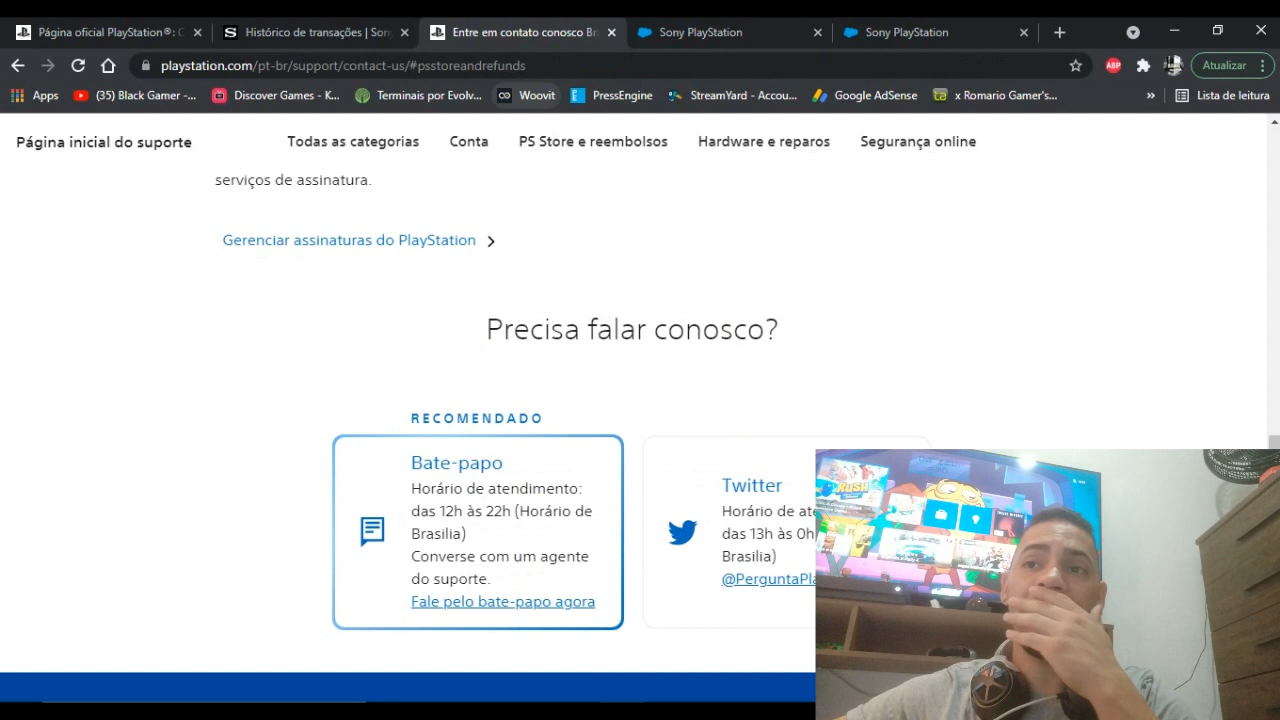 Página oficial PlayStation®: C
Histórico de transações | Son
Entre em contato conosco Br
Sony PlayStation
Sony PlayStation
playstation.com/pt-br/support/contact-us/#psstoreandrefunds
ABP
Atualizar
Apps
(35) Black Gamer -...
Discover Games - K...
Terminais por Evolv...
Woovit
PressEngine
StreamYard - Accou...
Google AdSense
x Romario Gamer's...
»
Lista de leitura
Página inicial do suporte
Todas as categorias
Conta
PS Store e reembolsos
Hardware e reparos
Segurança online
serviços de assinatura.
Gerenciar assinaturas do PlayStation
Precisa falar conosco?
RECOMENDADO
Bate-papo
Horário de atendimento:
das 12h às 22h (Horário de
Brasilia)
Converse com um agente
do suporte.
Fale pelo bate-papo agora
Twitter
Horário de ate
das 13h às 0h
Brasilia)
@PerguntaPla
RUSH